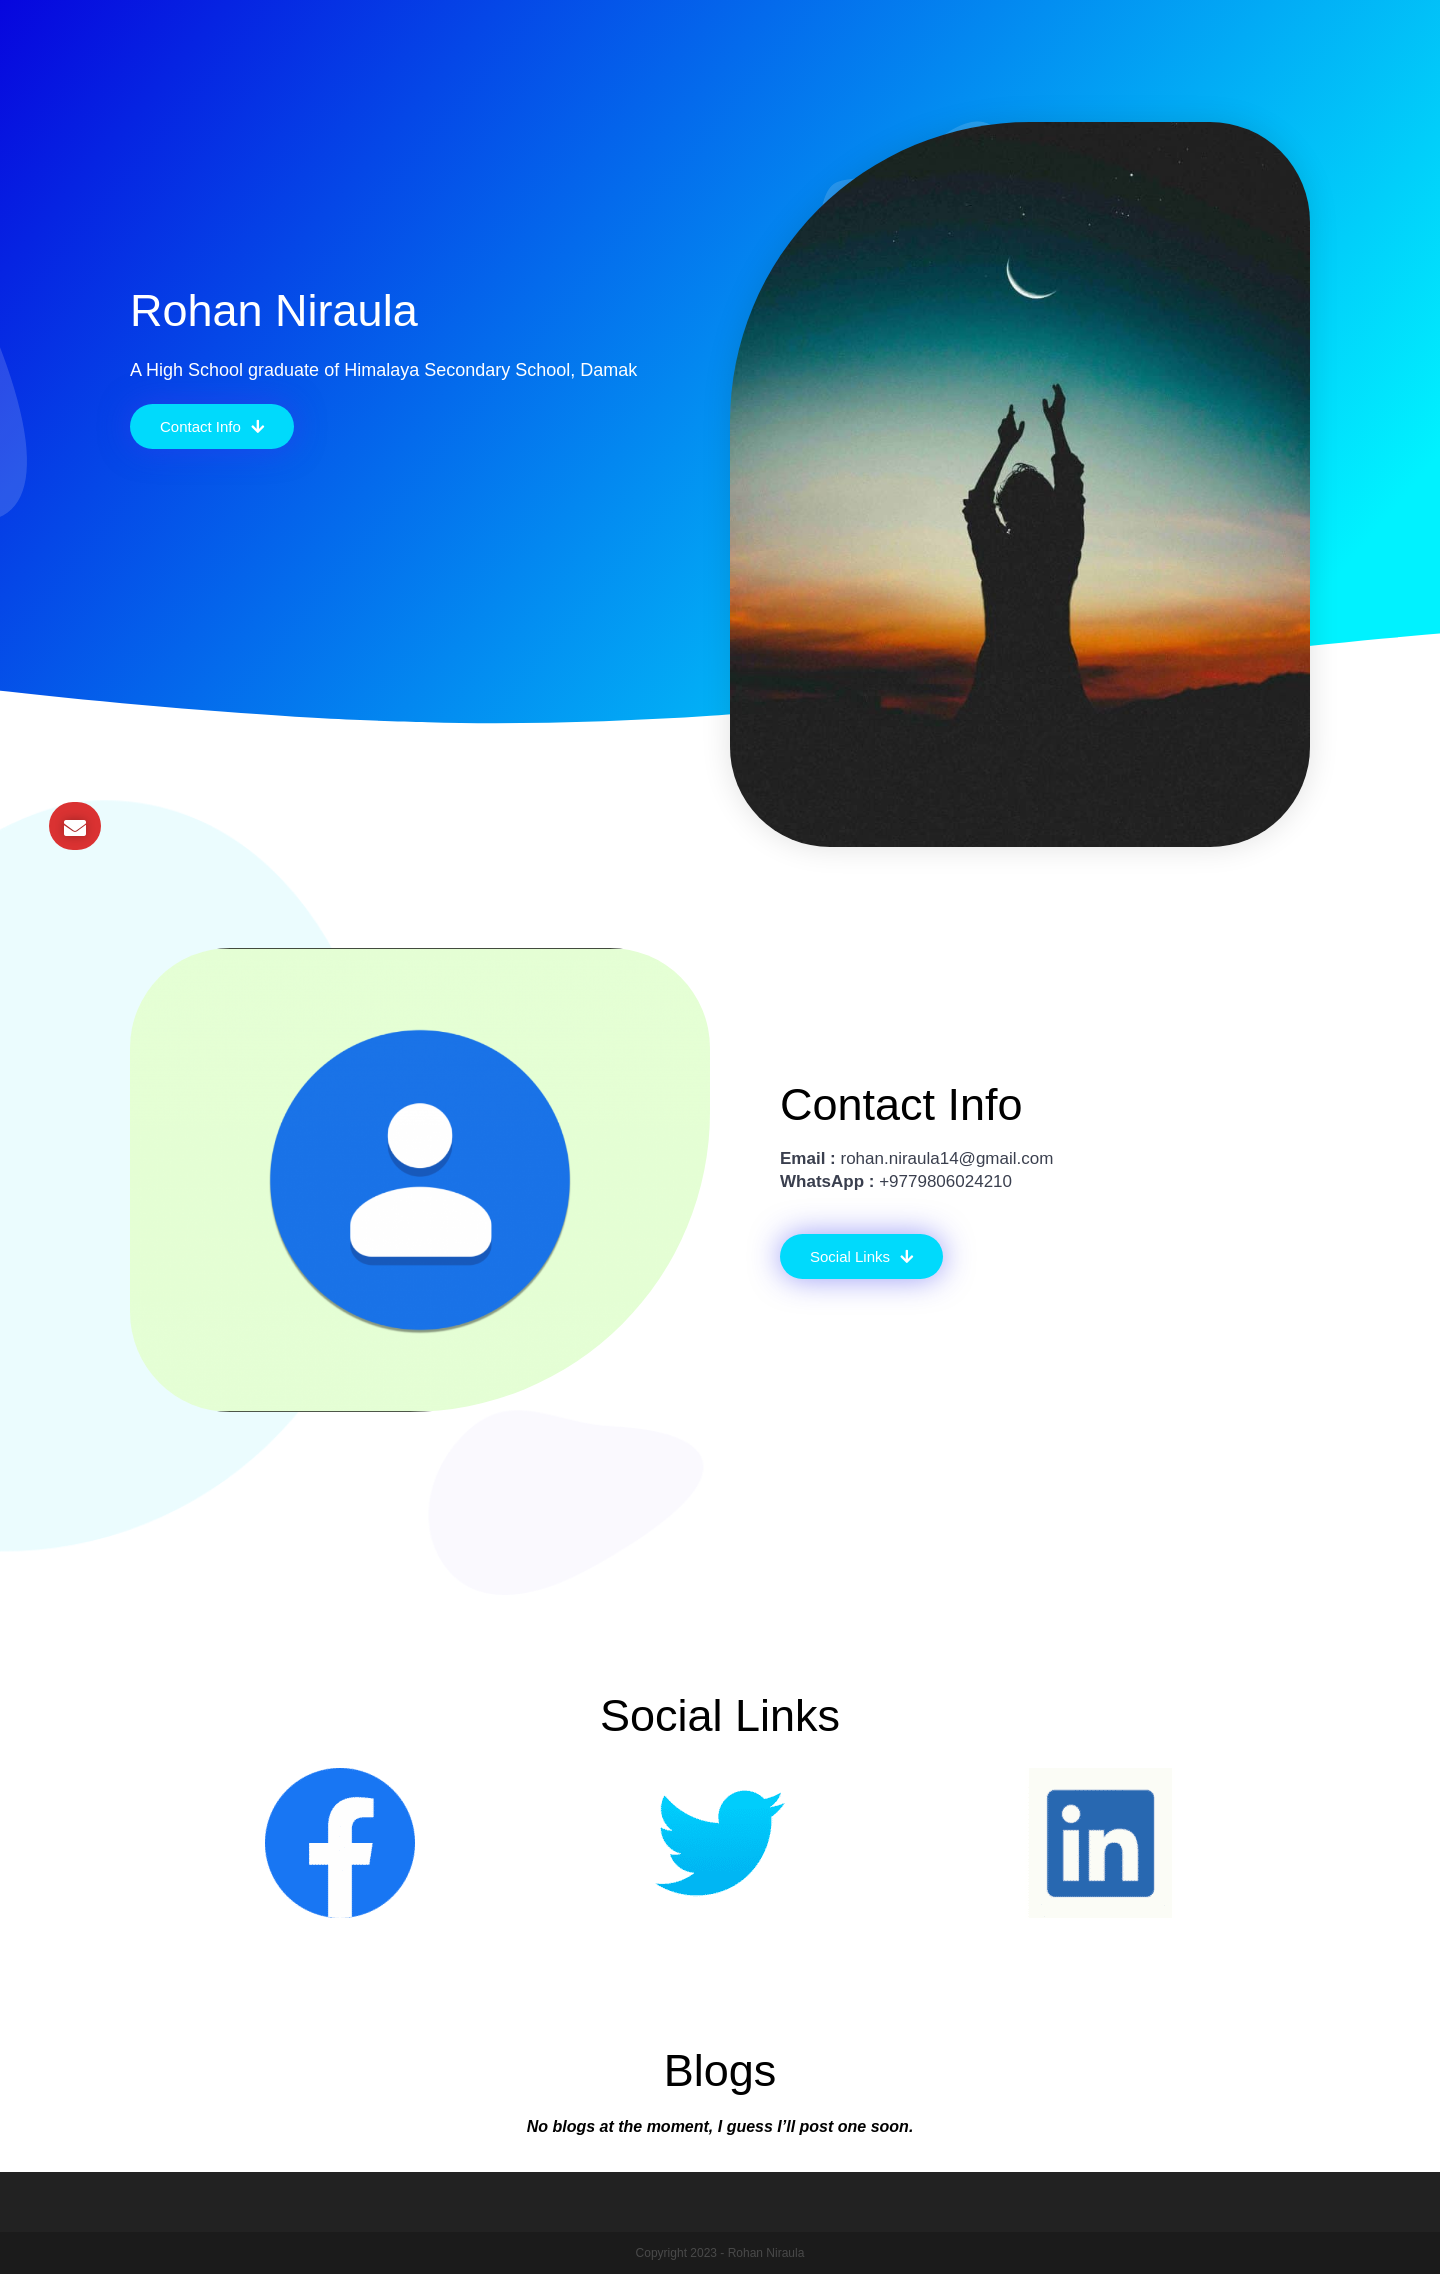 Rohan Niraula
A High School graduate of Himalaya Secondary School, Damak
Contact Info
Contact Info
Email : rohan.niraula14@gmail.com
WhatsApp : +9779806024210
Social Links
Social Links
f
in
Blogs
No blogs at the moment, I guess I’ll post one soon.
Copyright 2023 - Rohan Niraula